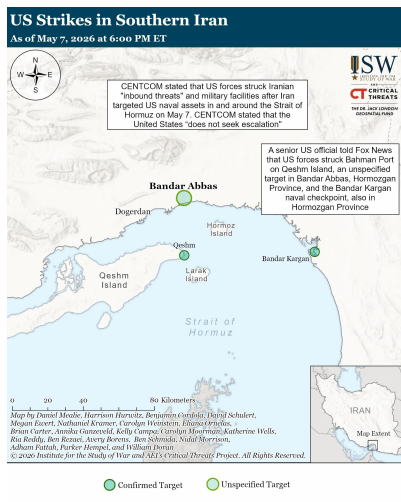 US Strikes in Southern Iran
As of May 7, 2026 at 6:00 PM ET
N
W E
S
ISW
INSTITUTE FOR THE
STUDY OF WAR
AND
CT CRITICAL
THREATS
THE DR. JACK LONDON
GEOSPATIAL FUND
CENTCOM stated that US forces struck Iranian
"inbound threats" and military facilities after Iran
targeted US naval assets in and around the Strait of
Hormuz on May 7. CENTCOM stated that the
United States "does not seek escalation"
A senior US official told Fox News
that US forces struck Bahman Port
on Qeshm Island, an unspecified
target in Bandar Abbas, Hormozgan
Province, and the Bandar Kargan
naval checkpoint, also in
Hormozgan Province
Bandar Abbas
Dogerdan
Hormoz
Island
Qeshm
Bandar Kargan
Larak
Island
Qeshm
Island
Strait of
Hormuz
0 20 40 80 Kilometers
IRAN
Map Extent
Map by Daniel Mealie, Harrison Hurwitz, Benjamin Cordola, David Schulert,
Megan Ewert, Nathaniel Kramer, Carolyn Weinstein, Eliana Ornelas,
Brian Carter, Annika Ganzeveld, Kelly Campa, Carolyn Moorman, Katherine Wells,
Ria Reddy, Ben Rezaei, Avery Borens, Ben Schmida, Nidal Morrison,
Adham Fattah, Parker Hempel, and William Doran
© 2026 Institute for the Study of War and AEI's Critical Threats Project. All Rights Reserved.
Confirmed Target
Unspecified Target